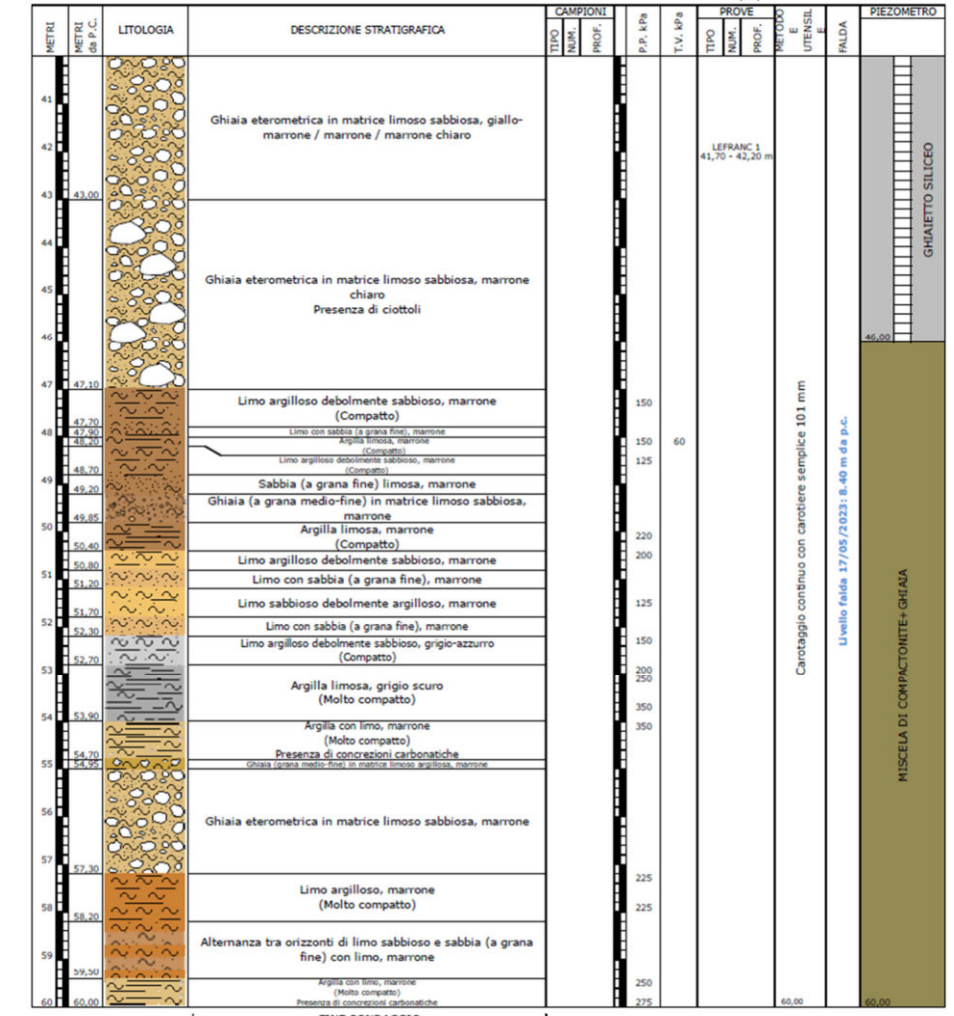 METRI
METRI da P.C.
LITOLOGIA
DESCRIZIONE STRATIGRAFICA
CAMPIONI
TIPO
NUM.
PROF.
P.P. kPa
T.V. kPa
PROVE
TIPO
NUM.
PROF.
METODO E UTENSILE
FALDA
PIEZOMETRO
41
Ghiaia eterometrica in matrice limoso sabbiosa, giallo-
marrone / marrone / marrone chiaro
42
LEFRANC 1
41,70 - 42,20 m
43
43,00
GHIAIETTO SILICEO
44
Ghiaia eterometrica in matrice limoso sabbiosa, marrone
chiaro
Presenza di ciottoli
45
46
46,00
47
47,10
Limo argilloso debolmente sabbioso, marrone
(Compatto)
150
47,70
Limo con sabbia (a grana fine), marrone
47,90
48
Argilla limosa, marrone
(Compatto)
150
60
48,20
Limo argilloso debolmente sabbioso, marrone
(Compatto)
125
48,70
49
Sabbia (a grana fine) limosa, marrone
49,20
Ghiaia (a grana medio-fine) in matrice limoso sabbiosa,
marrone
49,85
50
Argilla limosa, marrone
(Compatto)
220
50,40
Limo argilloso debolmente sabbioso, marrone
200
50,80
51
Limo con sabbia (a grana fine), marrone
51,20
Limo sabbioso debolmente argilloso, marrone
125
51,70
52
Limo con sabbia (a grana fine), marrone
52,30
Limo argilloso debolmente sabbioso, grigio-azzurro
(Compatto)
150
52,70
53
200
250
Argilla limosa, grigio scuro
(Molto compatto)
350
54
53,90
Argilla con limo, marrone
(Molto compatto)
Presenza di concrezioni carbonatiche
350
54,70
55
Ghiaia (grana medio-fine) in matrice limoso argillosa, marrone
54,95
56
Ghiaia eterometrica in matrice limoso sabbiosa, marrone
57
57,30
225
Limo argilloso, marrone
(Molto compatto)
58
225
58,20
Alternanza tra orizzonti di limo sabbioso e sabbia (a grana
fine) con limo, marrone
59
59,50
Argilla con limo, marrone
(Molto compatto)
Presenza di concrezioni carbonatiche
250
60
60,00
275
60,00
60,00
Carotaggio continuo con carotiere semplice 101 mm
Livello falda 17/05/2023: 8.40 m da p.c.
MISCELA DI COMPACTONITE+GHIAIA